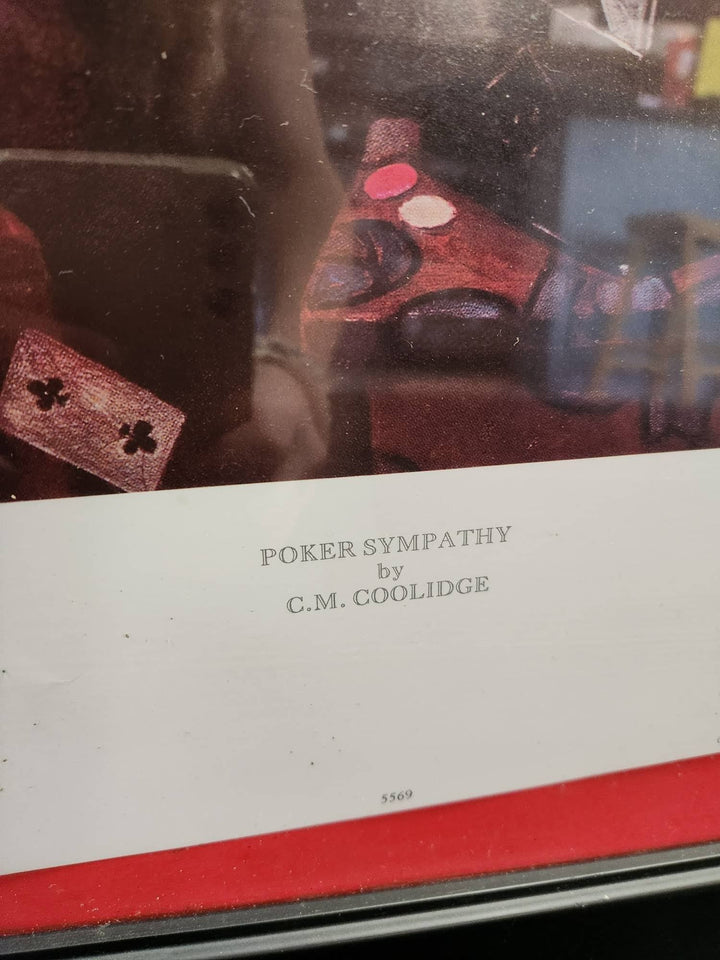 POKER SYMPATHY
by
C.M. COOLIDGE
5569